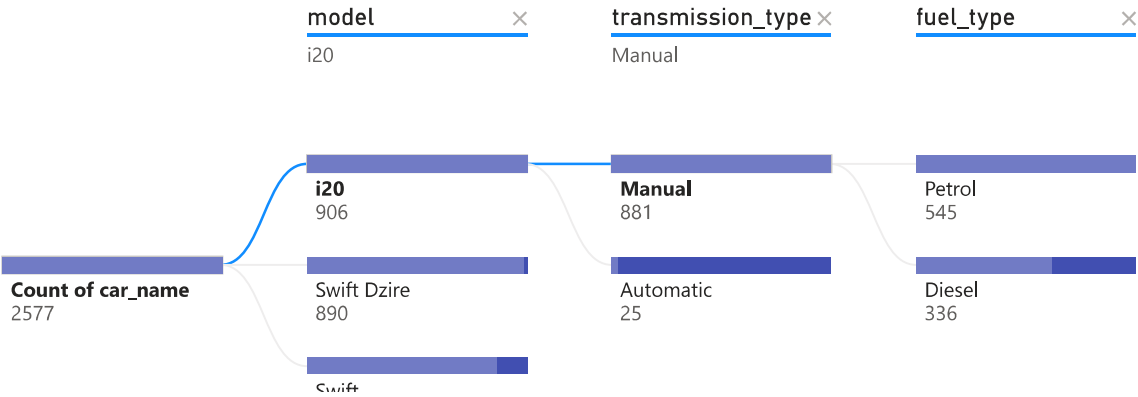 model
transmission_type
fuel_type
i20
Manual
i20
906
Manual
881
Petrol
545
Count of car_name
2577
Swift Dzire
890
Automatic
25
Diesel
336
Swift